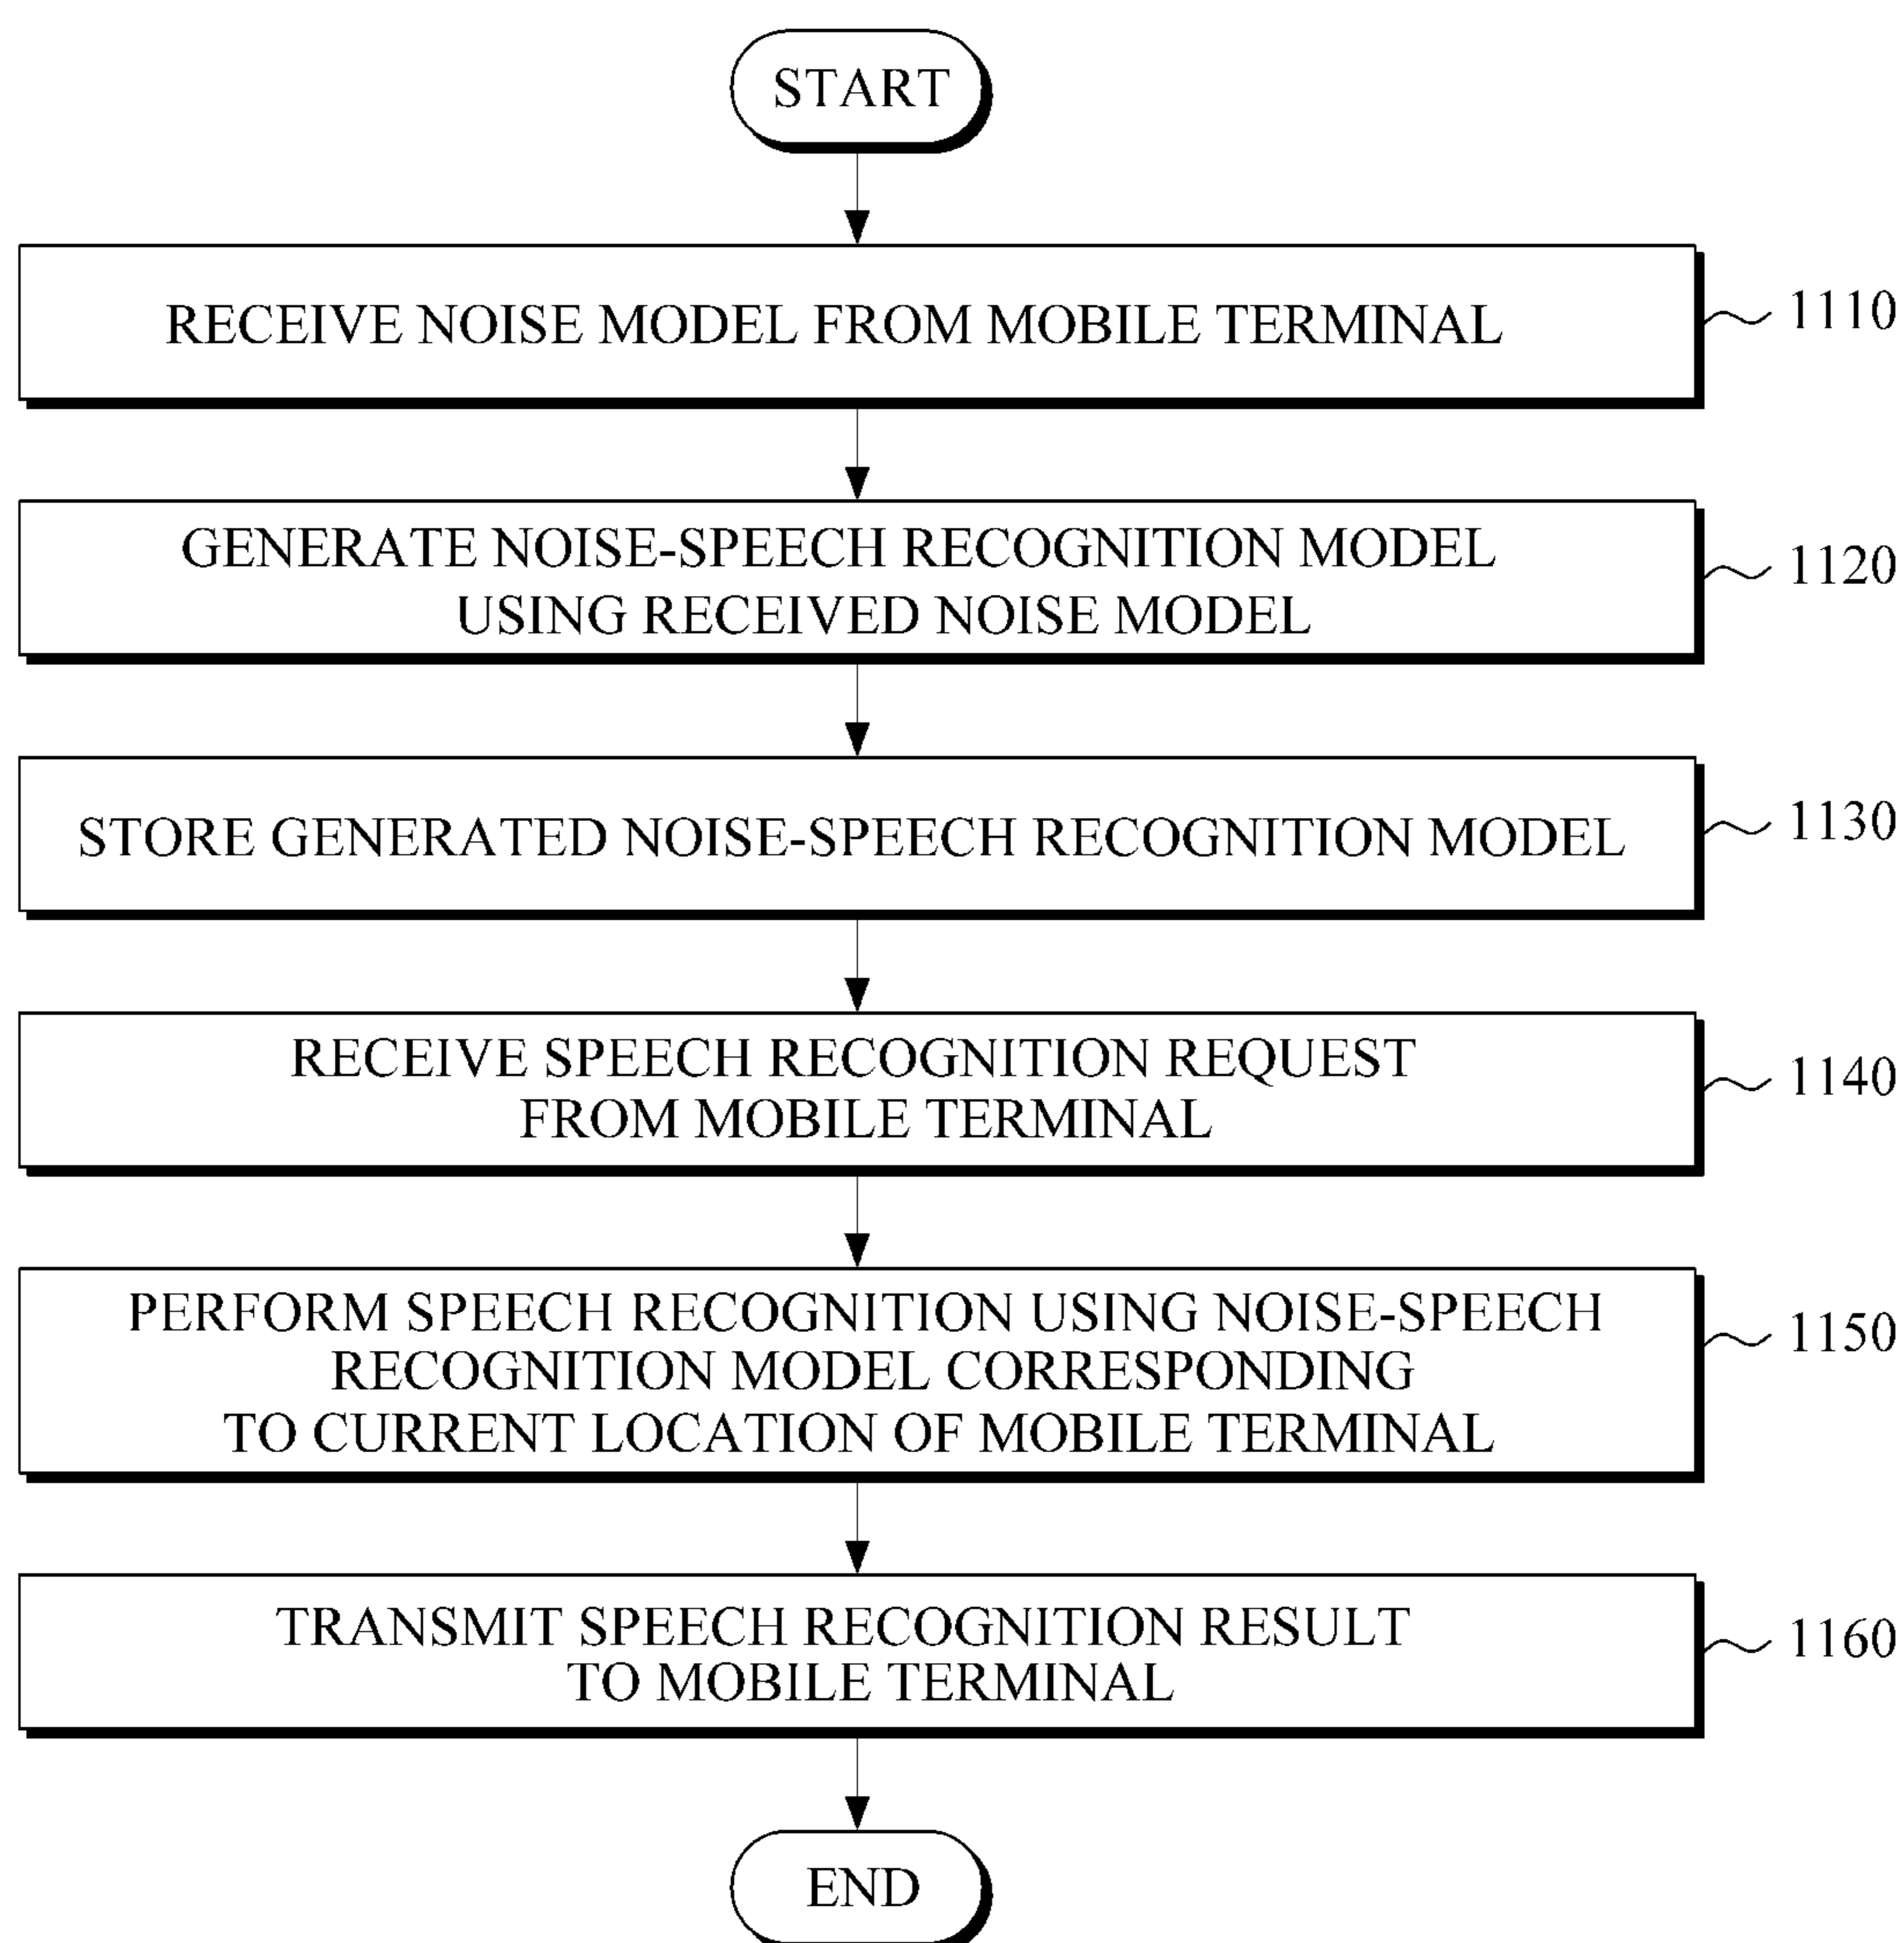 START
RECEIVE NOISE MODEL FROM MOBILE TERMINAL
1110
GENERATE NOISE-SPEECH RECOGNITION MODEL
USING RECEIVED NOISE MODEL
1120
STORE GENERATED NOISE-SPEECH RECOGNITION MODEL
1130
RECEIVE SPEECH RECOGNITION REQUEST
FROM MOBILE TERMINAL
1140
PERFORM SPEECH RECOGNITION USING NOISE-SPEECH
RECOGNITION MODEL CORRESPONDING
TO CURRENT LOCATION OF MOBILE TERMINAL
1150
TRANSMIT SPEECH RECOGNITION RESULT
TO MOBILE TERMINAL
1160
END